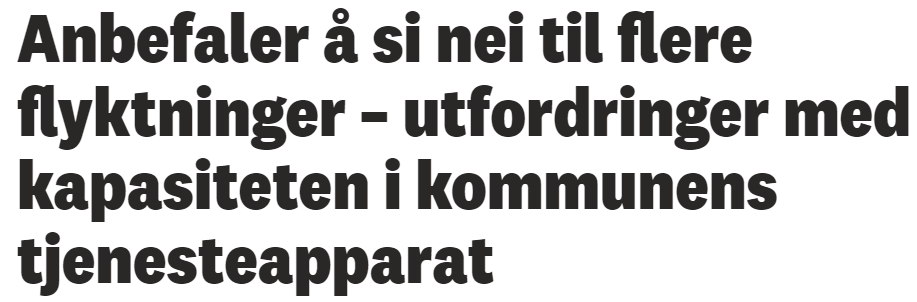 Anbefaler å si nei til flere
flyktninger – utfordringer med
kapasiteten i kommunens
tjenesteapparat